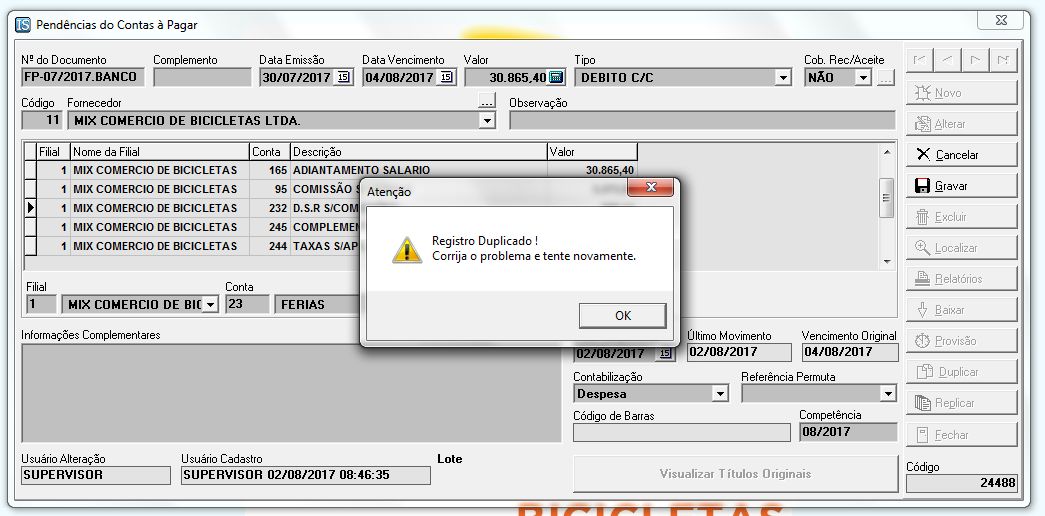 Pendências do Contas à Pagar
Nº do Documento Complemento Data Emissão Data Vencimento Valor Tipo Cob. Rec/Aceite
FP-07/2017.BANCO 30/07/2017 15 04/08/2017 15 30.865,40 DEBITO C/C NÃO ...
Código Fornecedor ... Observação
11 MIX COMERCIO DE BICICLETAS LTDA.
Filial Nome da Filial Conta Descrição Valor
1 MIX COMERCIO DE BICICLETAS 165 ADIANTAMENTO SALARIO 30.865,40
1 MIX COMERCIO DE BICICLETAS 95 COMISSÃO S
1 MIX COMERCIO DE BICICLETAS 232 D.S.R S/COM
1 MIX COMERCIO DE BICICLETAS 245 COMPLEMEN
1 MIX COMERCIO DE BICICLETAS 244 TAXAS S/AP
Atenção
Registro Duplicado !
Corrija o problema e tente novamente.
OK
Filial Conta
1 MIX COMERCIO DE BIC 23 FERIAS
Informações Complementares
Último Movimento Vencimento Original
02/08/2017 15 02/08/2017 04/08/2017
Contabilização Referência Permuta
Despesa
Código de Barras Competência
08/2017
Usuário Alteração Usuário Cadastro Lote
SUPERVISOR SUPERVISOR 02/08/2017 08:46:35
Visualizar Títulos Originais
Novo
Alterar
Cancelar
Gravar
Excluir
Localizar
Relatórios
Baixar
Provisão
Duplicar
Replicar
Fechar
Código
24488
BICICLETAS